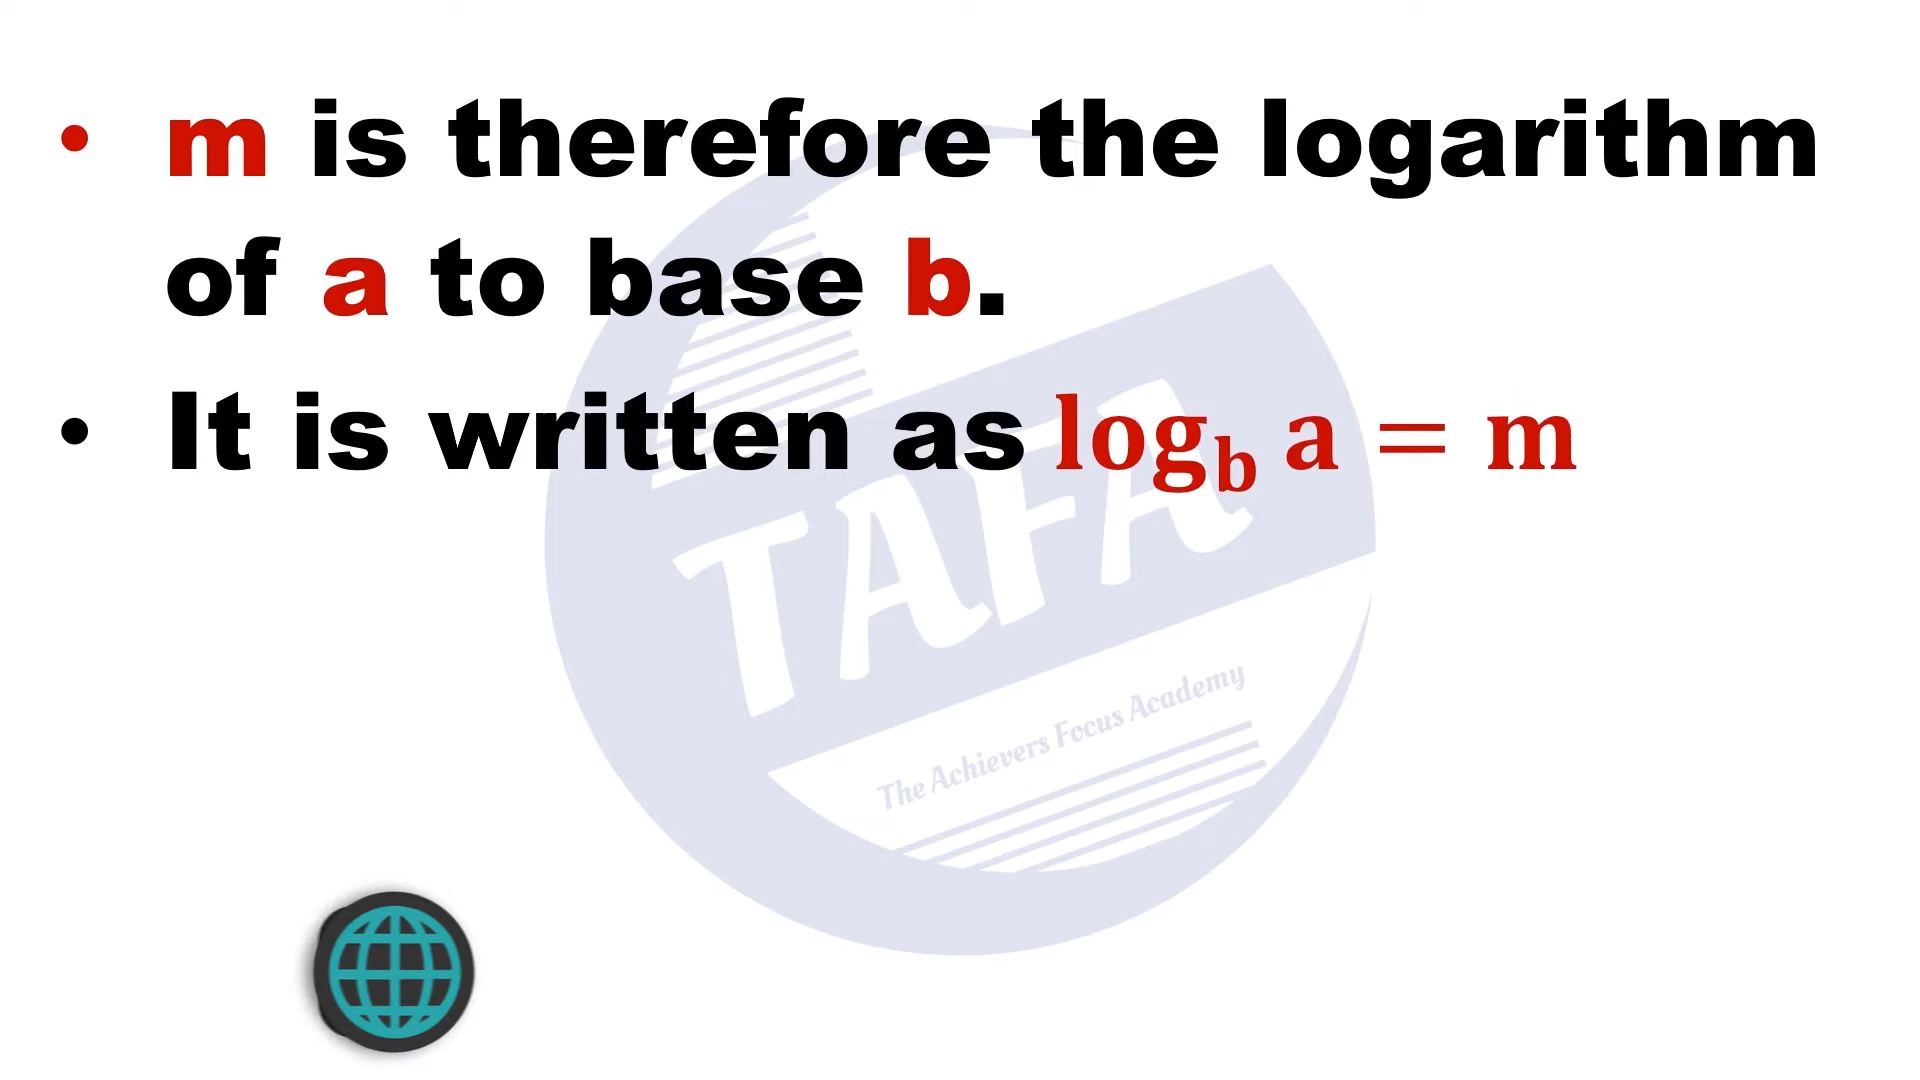 • m is therefore the logarithm
of a to base b.
• It is written as log_b a = m
TAFA
The Achievers Focus Academy